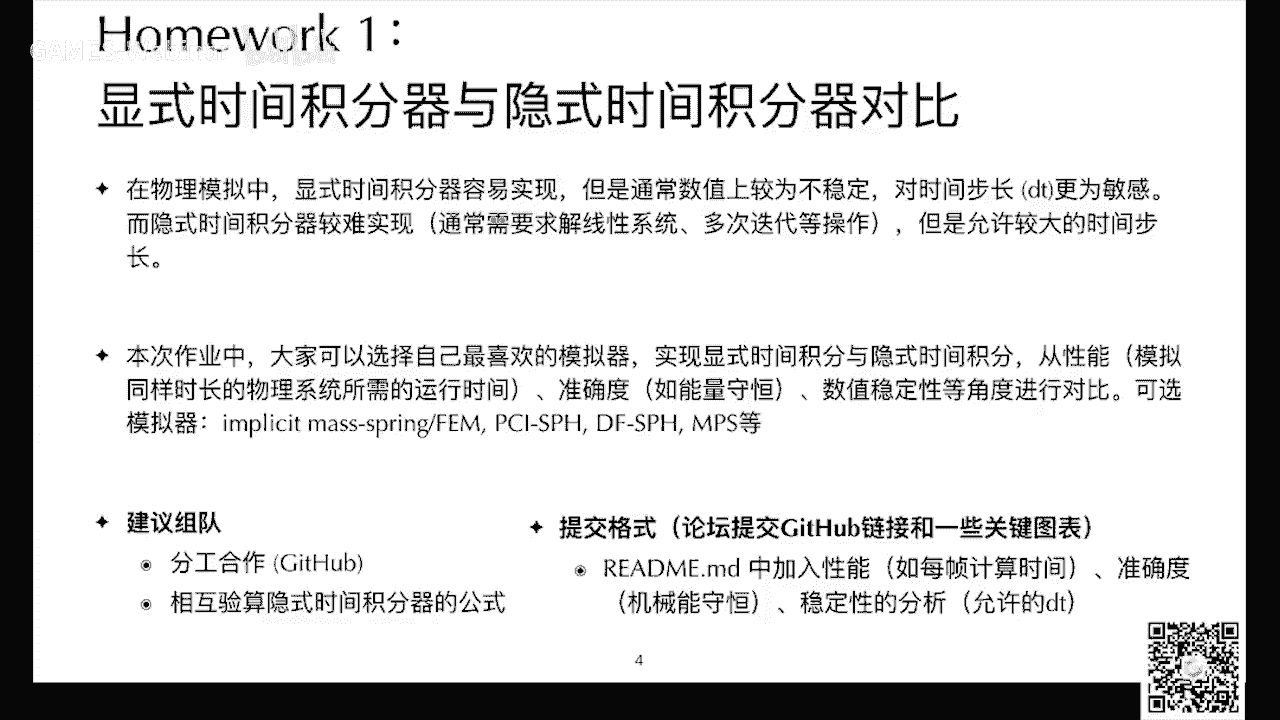 Homework 1：
显式时间积分器与隐式时间积分器对比
✦ 在物理模拟中，显式时间积分器容易实现，但是通常数值上较为不稳定，对时间步长 (dt)更为敏感。
而隐式时间积分器较难实现（通常需要求解线性系统、多次迭代等操作），但是允许较大的时间步
长。
✦ 本次作业中，大家可以选择自己最喜欢的模拟器，实现显式时间积分与隐式时间积分，从性能（模拟
同样时长的物理系统所需的运行时间）、准确度（如能量守恒）、数值稳定性等角度进行对比。可选
模拟器：implicit mass-spring/FEM, PCI-SPH, DF-SPH, MPS等
✦ 建议组队
分工合作 (GitHub)
相互验算隐式时间积分器的公式
✦ 提交格式（论坛提交GitHub链接和一些关键图表）
README.md 中加入性能（如每帧计算时间）、准确度
（机械能守恒）、稳定性的分析（允许的dt）
4